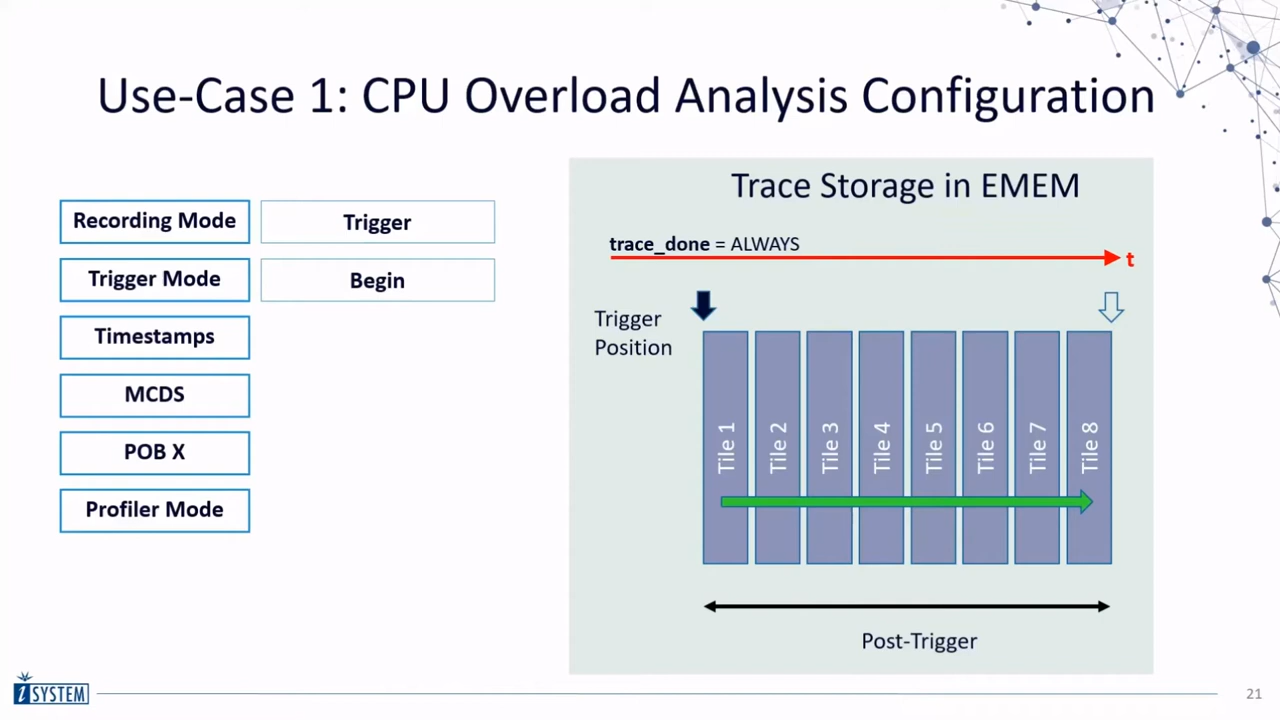 Use-Case 1: CPU Overload Analysis Configuration
Recording Mode
Trigger
Trigger Mode
Begin
Timestamps
MCDS
POB X
Profiler Mode
Trace Storage in EMEM
trace_done = ALWAYS
t
Trigger
Position
Tile 1
Tile 2
Tile 3
Tile 4
Tile 5
Tile 6
Tile 7
Tile 8
Post-Trigger
iSYSTEM
21